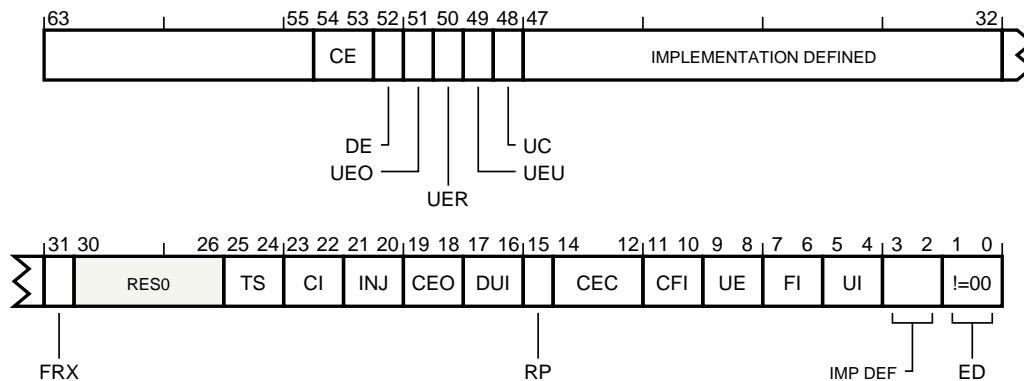 63 55 54 53 52 51 50 49 48 47 32
CE IMPLEMENTATION DEFINED
DE UC
UEO UEU
UER
31 30 26 25 24 23 22 21 20 19 18 17 16 15 14 12 11 10 9 8 7 6 5 4 3 2 1 0
RES0 TS CI INJ CEO DUI CEC CFI UE FI UI !=00
FRX RP IMP DEF ED